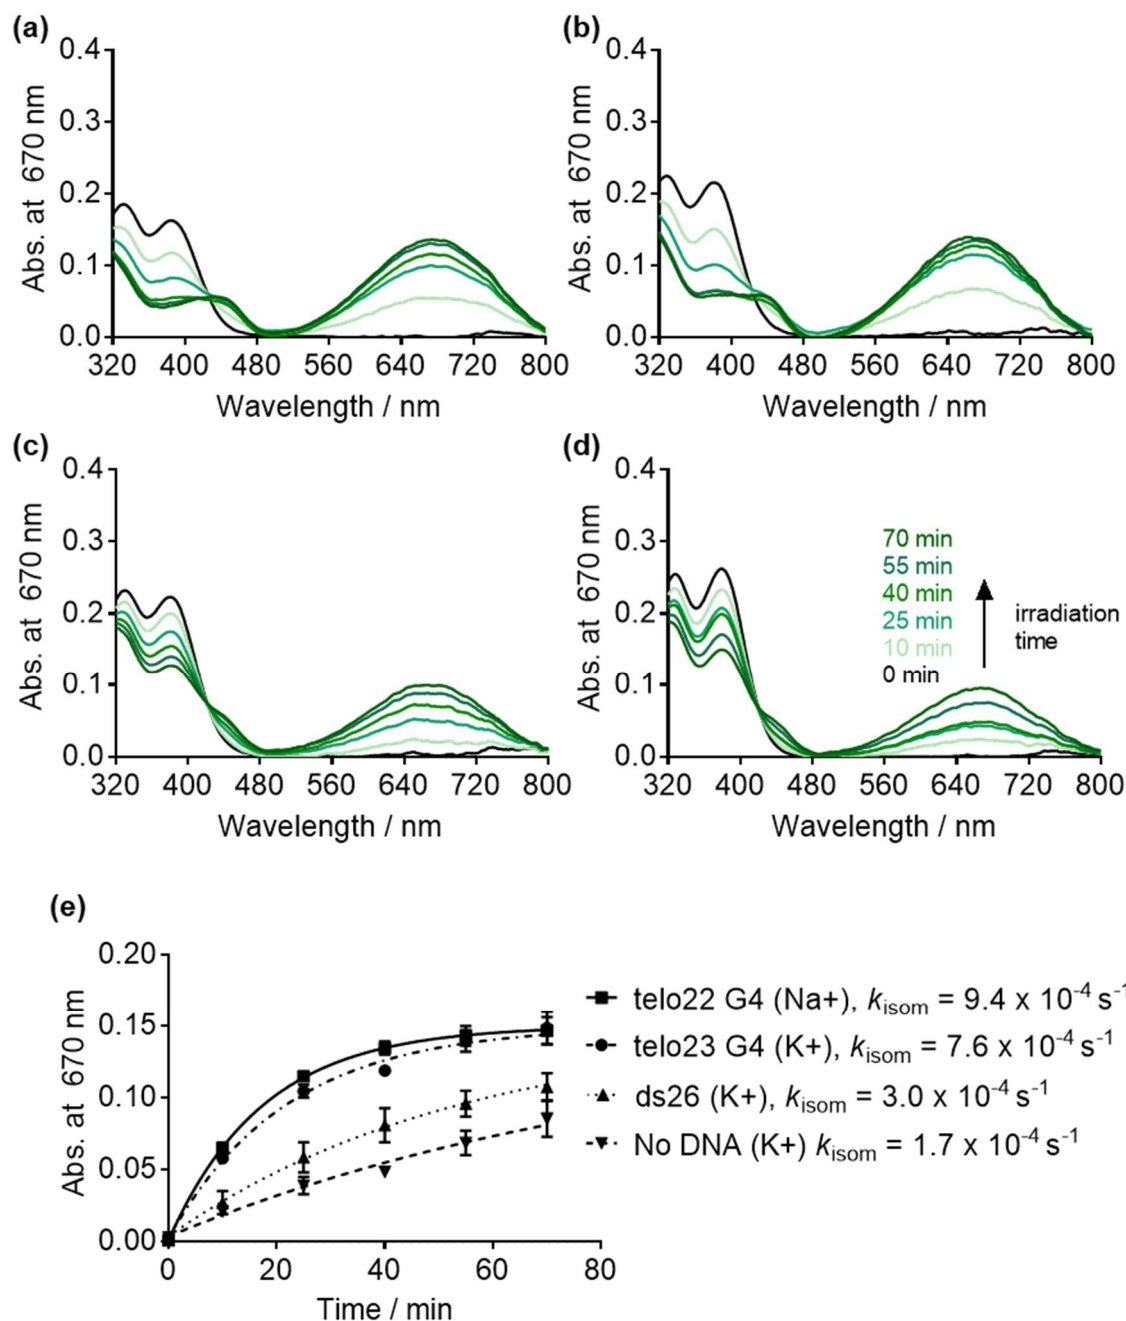 (a)
0.4
0.3
0.2
0.1
0.0
Abs. at 670 nm
320 400 480 560 640 720 800
Wavelength / nm
(b)
0.4
0.3
0.2
0.1
0.0
Abs. at 670 nm
320 400 480 560 640 720 800
Wavelength / nm
(c)
0.4
0.3
0.2
0.1
0.0
Abs. at 670 nm
320 400 480 560 640 720 800
Wavelength / nm
(d)
0.4
0.3
0.2
0.1
0.0
Abs. at 670 nm
70 min
55 min
40 min
25 min
10 min
0 min
irradiation
time
320 400 480 560 640 720 800
Wavelength / nm
(e)
0.20
0.15
0.10
0.05
0.00
Abs. at 670 nm
0 20 40 60 80
Time / min
telo22 G4 (Na+), kisom = 9.4 x 10-4 s-1
telo23 G4 (K+), kisom = 7.6 x 10-4 s-1
ds26 (K+), kisom = 3.0 x 10-4 s-1
No DNA (K+) kisom = 1.7 x 10-4 s-1